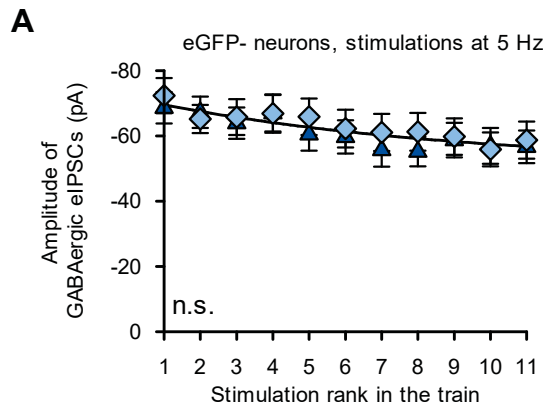 A
eGFP- neurons, stimulations at 5 Hz
Amplitude of
GABAergic eIPSCs (pA)
-80
-60
-40
-20
0
n.s.
1 2 3 4 5 6 7 8 9 10 11
Stimulation rank in the train